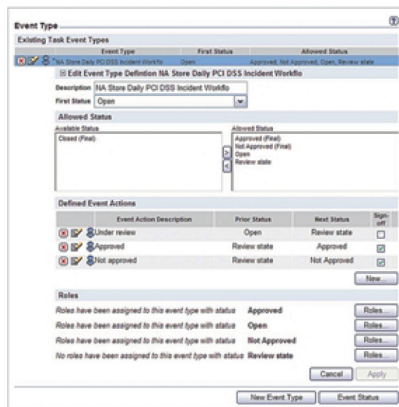 Event Type
Existing Task Event Types
Event Type First Status Allowed Status
NA Store Daily PCI DSS Incident Workflo Open Approved, Not Approved, Open, Review state
Edit Event Type Defintion NA Store Daily PCI DSS Incident Workflo
Description NA Store Daily PCI DSS Incident Workflo
First Status Open
Allowed Status
Available Status Allowed Status
Closed (Final) Approved (Final)
Not Approved (Final)
Open
Review state
>
<
Defined Event Actions
Event Action Description Prior Status Next Status Sign-off
Under review Open Review state
Approved Review state Approved
Not approved Review state Not Approved
New...
Roles
Roles have been assigned to this event type with status Approved Roles...
Roles have been assigned to this event type with status Open Roles...
Roles have been assigned to this event type with status Not Approved Roles...
No roles have been assigned to this event type with status Review state Roles...
Cancel Apply
New Event Type Event Status